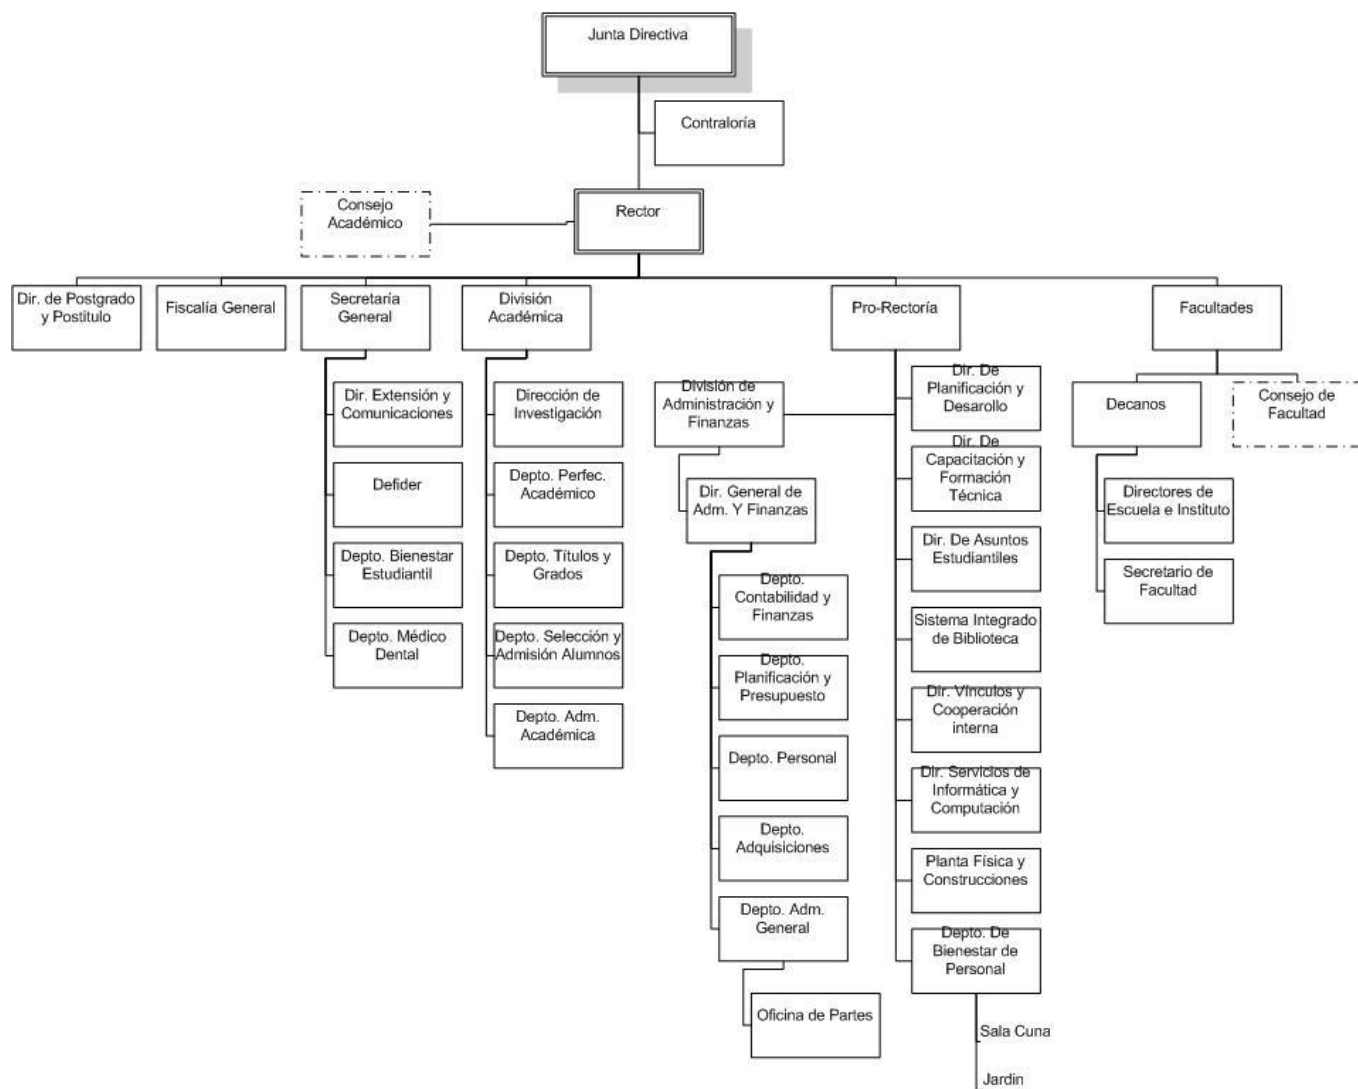 Junta Directiva
Contraloría
Consejo
Académico
Rector
Dir. de Postgrado
y Postitulo
Fiscalía General
Secretaría
General
División
Académica
Pro-Rectoría
Facultades
Dir. Extensión y
Comunicaciones
Defider
Depto. Bienestar
Estudiantil
Depto. Médico
Dental
Dirección de
Investigación
Depto. Perfec.
Académico
Depto. Títulos y
Grados
Depto. Selección y
Admisión Alumnos
Depto. Adm.
Académica
División de
Administración y
Finanzas
Dir. General de
Adm. Y Finanzas
Depto.
Contabilidad y
Finanzas
Depto.
Planificación y
Presupuesto
Depto. Personal
Depto.
Adquisiciones
Depto. Adm.
General
Oficina de Partes
Dir. De
Planificación y
Desarollo
Dir. De
Capacitación y
Formación
Técnica
Dir. De Asuntos
Estudiantiles
Sistema Integrado
de Biblioteca
Dir. Vínculos y
Cooperación
interna
Dir. Servicios de
Informática y
Computación
Planta Física y
Construcciones
Depto. De
Bienestar de
Personal
Sala Cuna
Jardin
Decanos
Consejo de
Facultad
Directores de
Escuela e Instituto
Secretario de
Facultad